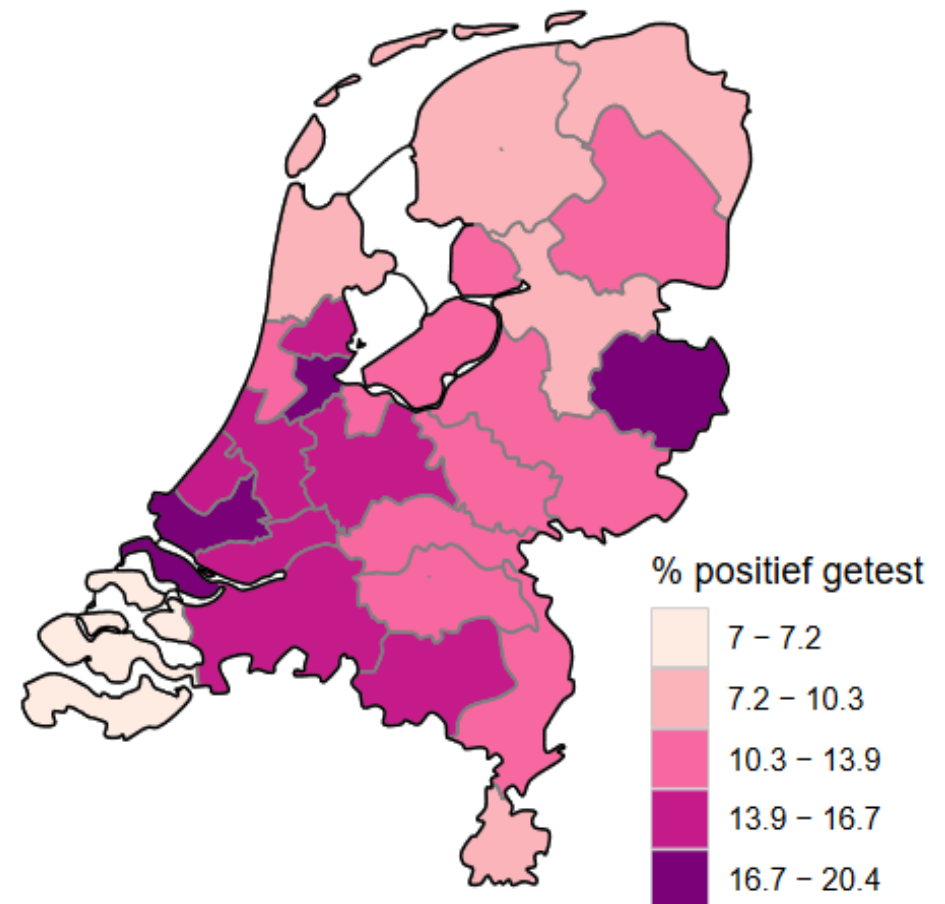 % positief getest
7 − 7.2
7.2 − 10.3
10.3 − 13.9
13.9 − 16.7
16.7 − 20.4